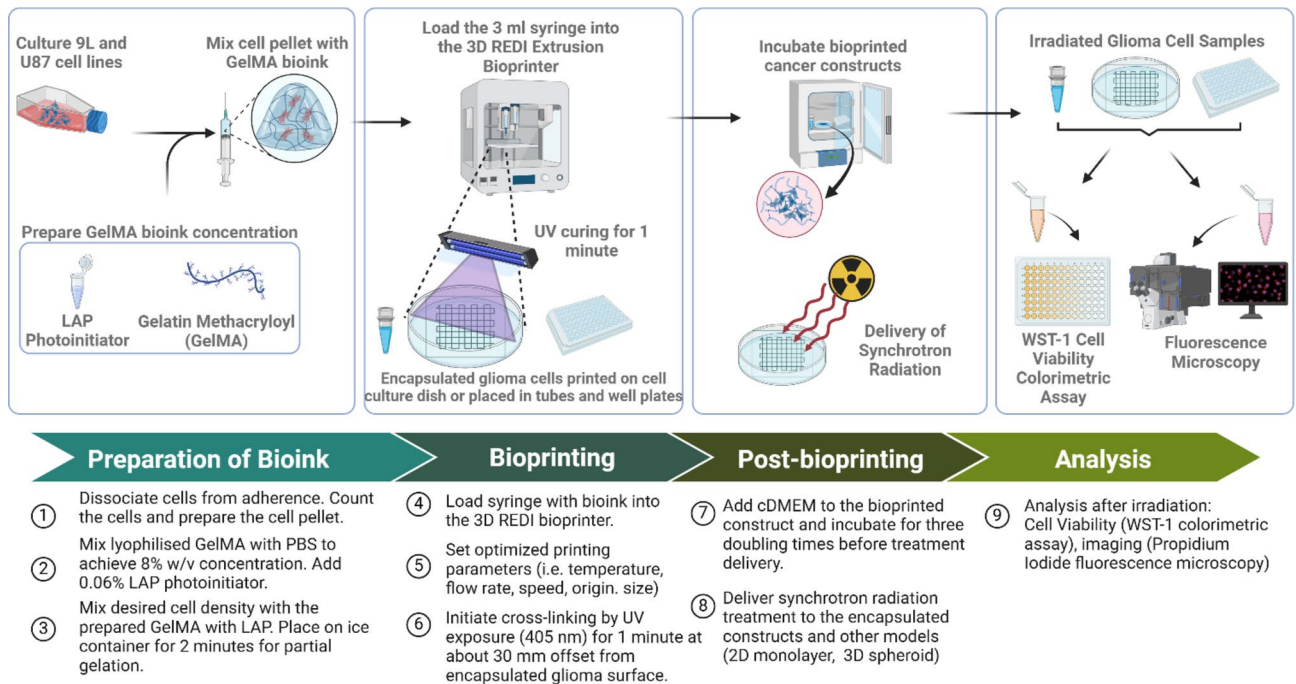 Culture 9L and
U87 cell lines
Mix cell pellet with
GelMA bioink
Prepare GelMA bioink concentration
LAP
Photoinitiator
Gelatin Methacryloyl
(GelMA)
Load the 3 ml syringe into
the 3D REDI Extrusion
Bioprinter
UV curing for 1
minute
Encapsulated glioma cells printed on cell
culture dish or placed in tubes and well plates
Incubate bioprinted
cancer constructs
Delivery of
Synchrotron
Radiation
Irradiated Glioma Cell Samples
WST-1 Cell
Viability
Colorimetric
Assay
Fluorescence
Microscopy
Preparation of Bioink
1
Dissociate cells from adherence. Count
the cells and prepare the cell pellet.
2
Mix lyophilised GelMA with PBS to
achieve 8% w/v concentration. Add
0.06% LAP photoinitiator.
3
Mix desired cell density with the
prepared GelMA with LAP. Place on ice
container for 2 minutes for partial
gelation.
Bioprinting
4
Load syringe with bioink into
the 3D REDI bioprinter.
5
Set optimized printing
parameters (i.e. temperature,
flow rate, speed, origin. size)
6
Initiate cross-linking by UV
exposure (405 nm) for 1 minute at
about 30 mm offset from
encapsulated glioma surface.
Post-bioprinting
7
Add cDMEM to the bioprinted
construct and incubate for three
doubling times before treatment
delivery.
8
Deliver synchrotron radiation
treatment to the encapsulated
constructs and other models
(2D monolayer, 3D spheroid)
Analysis
9
Analysis after irradiation:
Cell Viability (WST-1 colorimetric
assay), imaging (Propidium
Iodide fluorescence microscopy)